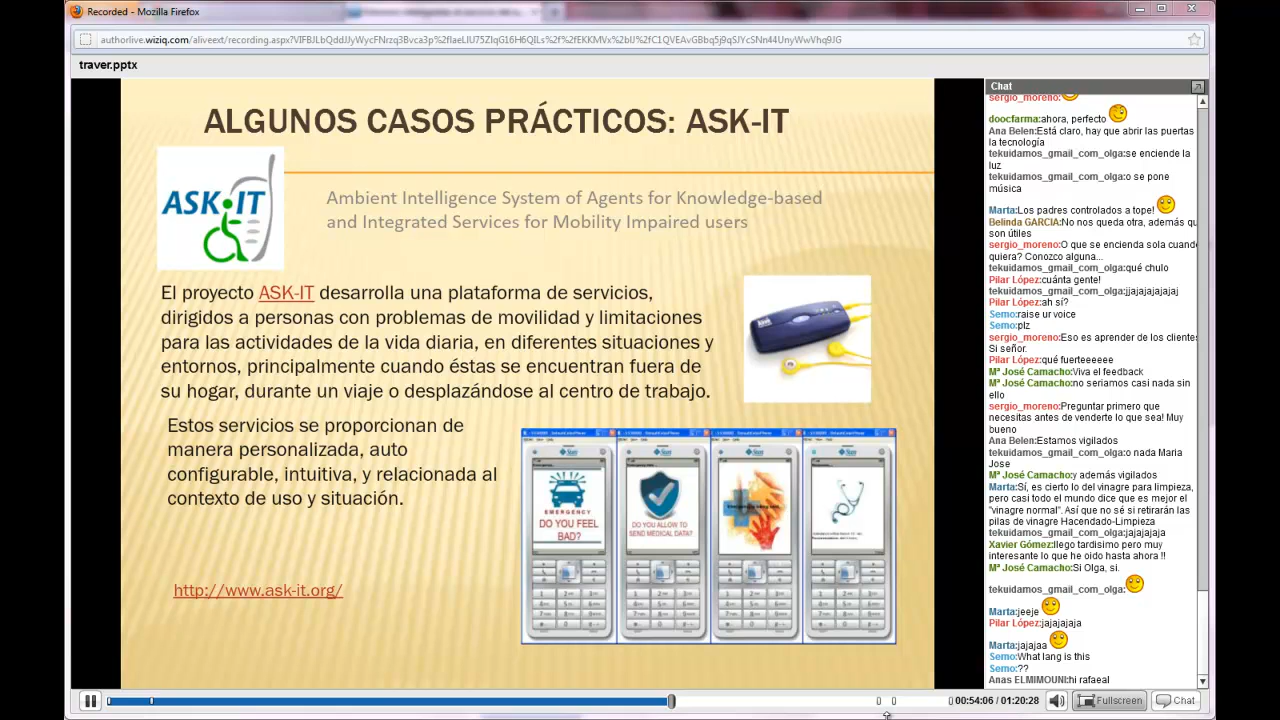 Recorded - Mozilla Firefox
traver.pptx
ALGUNOS CASOS PRÁCTICOS: ASK-IT
ASK-IT
Ambient Intelligence System of Agents for Knowledge-based
and Integrated Services for Mobility Impaired users
El proyecto ASK-IT desarrolla una plataforma de servicios,
dirigidos a personas con problemas de movilidad y limitaciones
para las actividades de la vida diaria, en diferentes situaciones y
entornos, principalmente cuando éstas se encuentran fuera de
su hogar, durante un viaje o desplazándose al centro de trabajo.
Estos servicios se proporcionan de
manera personalizada, auto
configurable, intuitiva, y relacionada al
contexto de uso y situación.
http://www.ask-it.org/
EMERGENCY
DO YOU FEEL
BAD?
DO YOU ALLOW TO
SEND MEDICAL DATA?
Chat
sergio_moreno:
doocfarma:ahora, perfecto
Ana Belen:Está claro, hay que abrir las puertas
la tecnología
tekuidamos_gmail_com_olga:se enciende la
luz
tekuidamos_gmail_com_olga:o se pone
música
Marta:Los padres controlados a tope!
Belinda GARCIA:No nos queda otra, además qu
son útiles
sergio_moreno:O que se encienda sola cuand
quiera? Conozco alguna...
tekuidamos_gmail_com_olga:qué chulo
Pilar López:cuánta gente!
tekuidamos_gmail_com_olga:jjajajajajaj
Pilar López:ah sí?
Semo:raise ur voice
Semo:plz
sergio_moreno:Eso es aprender de los clientes
Si señor.
Pilar López:qué fuerteeeeee
Mª José Camacho:Viva el feedback
Mª José Camacho:no seriamos casi nada sin
ello
sergio_moreno:Preguntar primero que
necesitas antes de venderte lo que sea! Muy
bueno
Ana Belen:Estamos vigilados
tekuidamos_gmail_com_olga:o nada Maria
Jose
Mª José Camacho:y además vigilados
Marta:Sí, es cierto lo del vinagre para limpieza,
pero casi todo el mundo dice que es mejor el
"vinagre normal". Así que no sé si retirarán las
pilas de vinagre Hacendado-Limpieza
tekuidamos_gmail_com_olga:jajajajaja
Xavier Gómez:llego tardisimo pero muy
interesante lo que he oido hasta ahora !!
Mª José Camacho:Si Olga, si.
tekuidamos_gmail_com_olga:
Marta:jeeje
Pilar López:jajajajaja
Marta:jajajaa
Semo:What lang is this
Semo:??
Anas ELMIMOUNI:hi rafaeal
00:54:06 / 01:20:28
Fullscreen
Chat